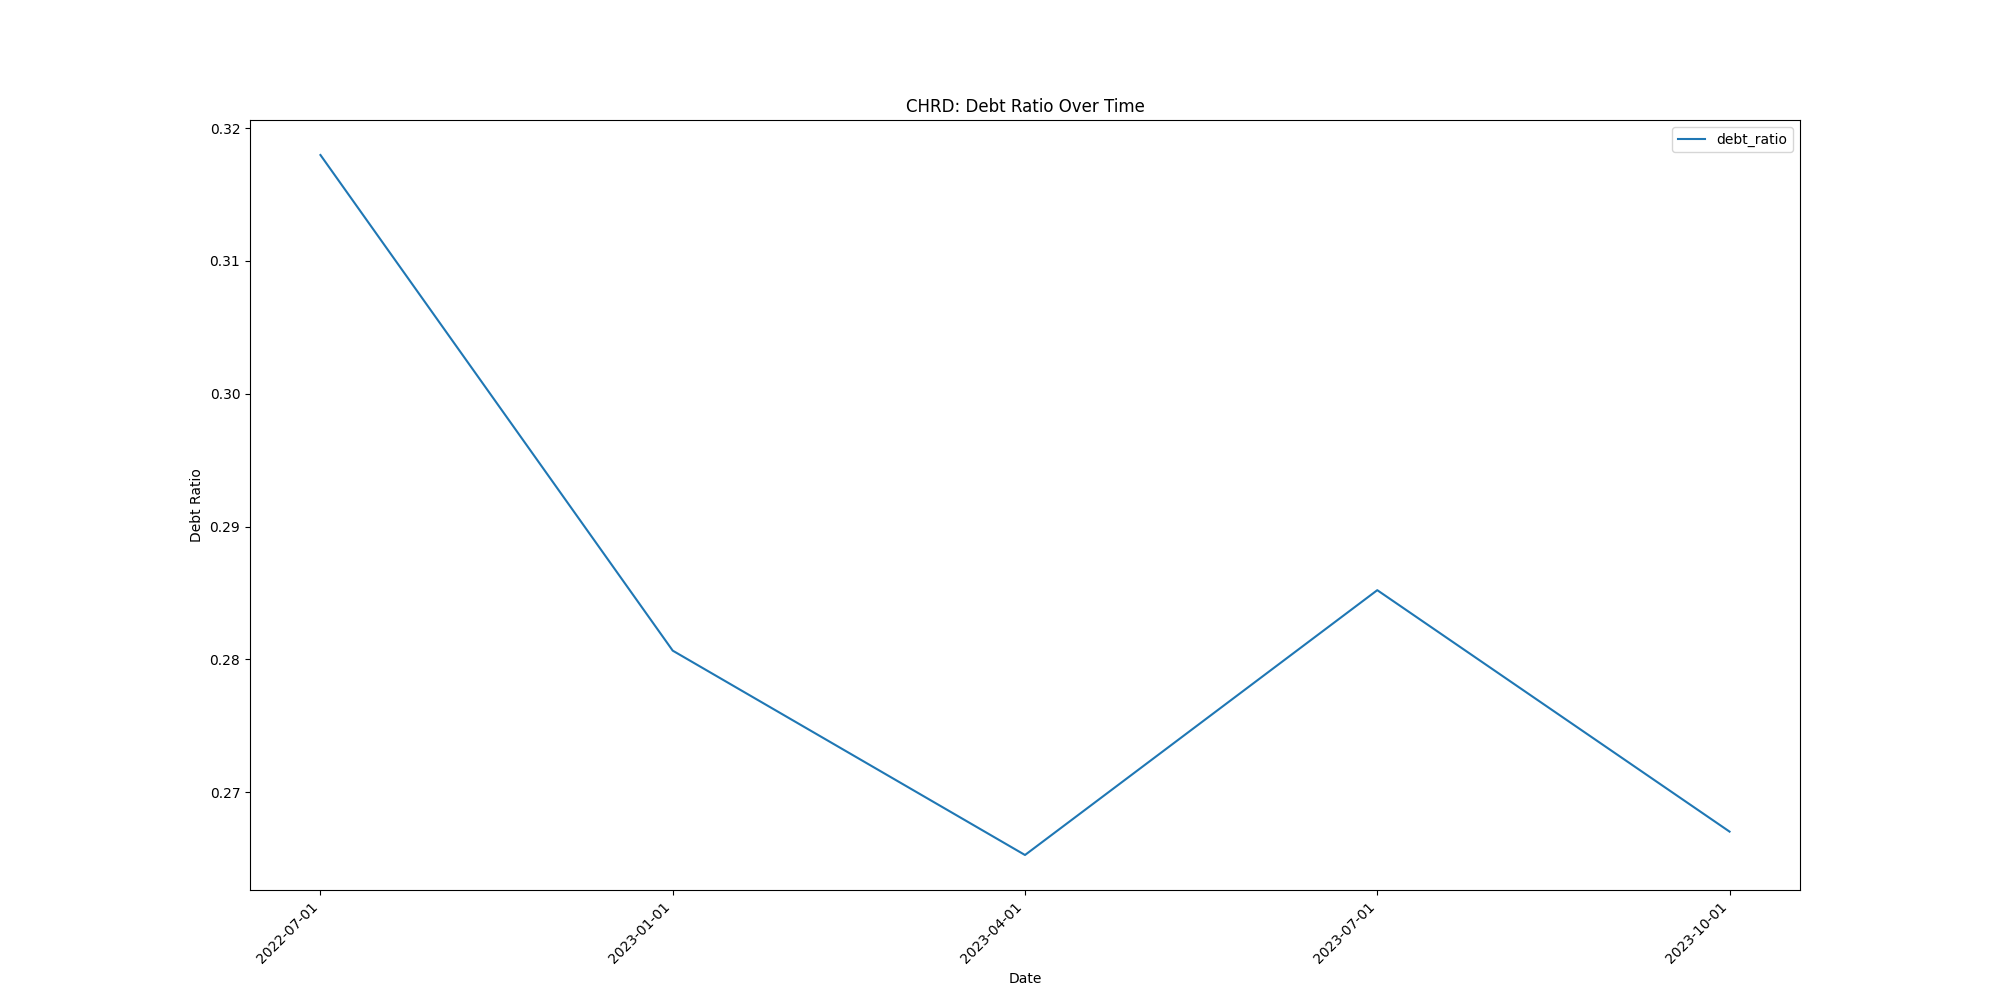 CHRD: Debt Ratio Over Time
debt_ratio
0.32
0.31
0.30
0.29
0.28
0.27
Debt Ratio
2022-07-01
2023-01-01
2023-04-01
2023-07-01
2023-10-01
Date